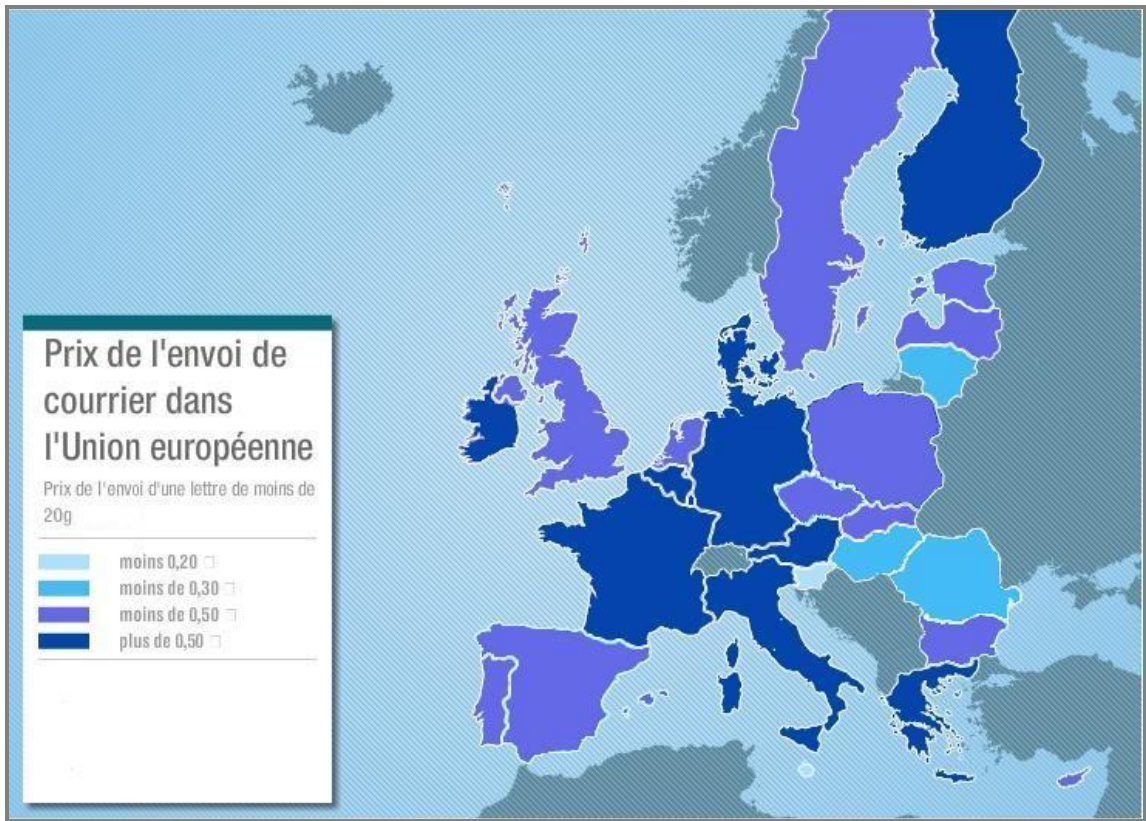 Prix de l'envoi de
courrier dans
l'Union européenne
Prix de l'envoi d'une lettre de moins de
20g
moins 0,20
moins de 0,30
moins de 0,50
plus de 0,50